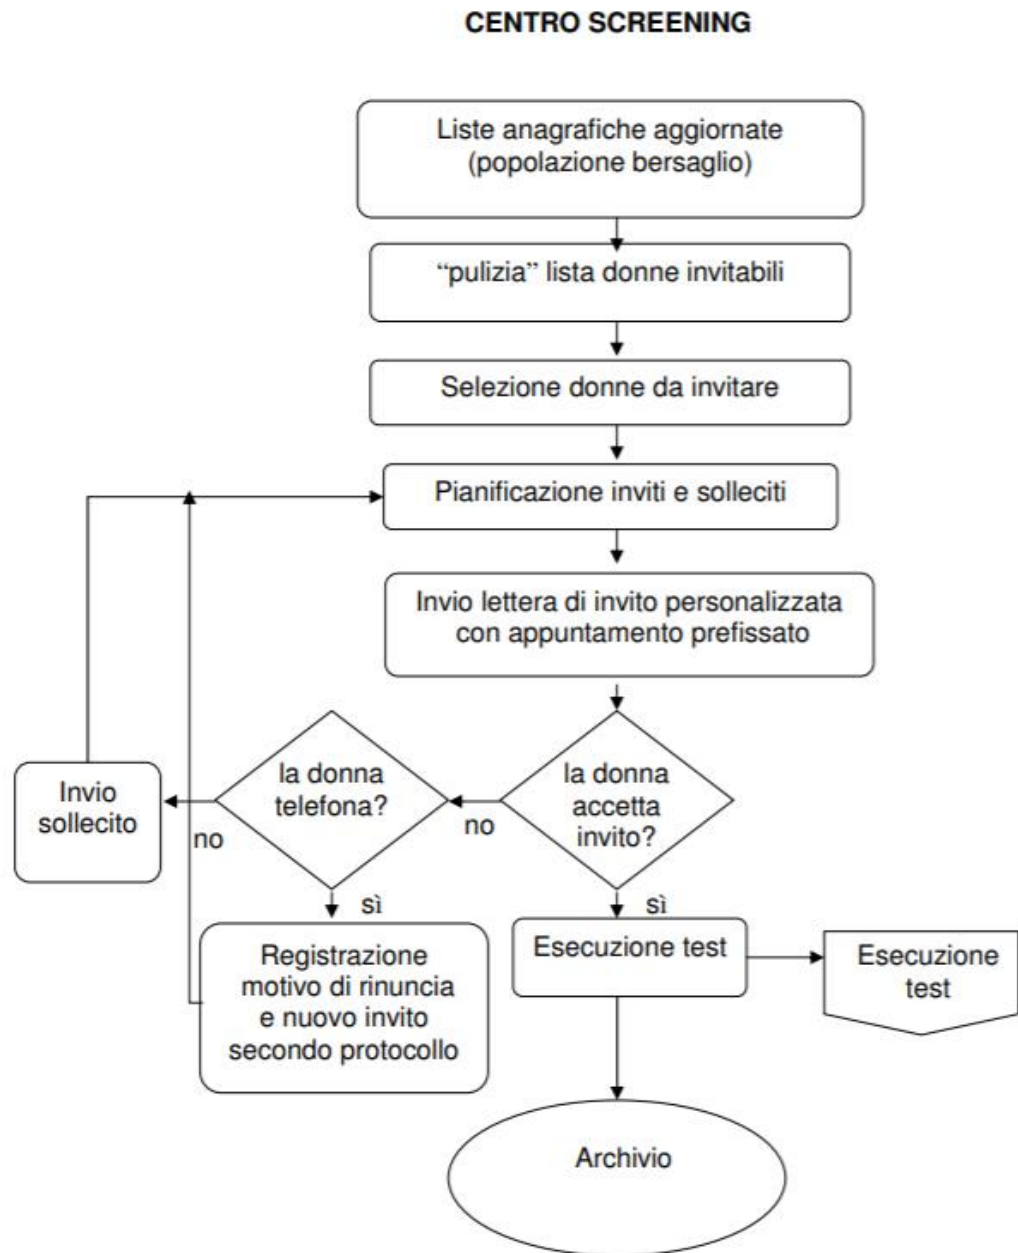 CENTRO SCREENING
Liste anagrafiche aggiornate
(popolazione bersaglio)
“pulizia” lista donne invitabili
Selezione donne da invitare
Pianificazione inviti e solleciti
Invio lettera di invito personalizzata
con appuntamento prefissato
la donna
accetta
invito?
no
la donna
telefona?
no
Invio
sollecito
sì
Registrazione
motivo di rinuncia
e nuovo invito
secondo protocollo
sì
Esecuzione test
Esecuzione
test
Archivio